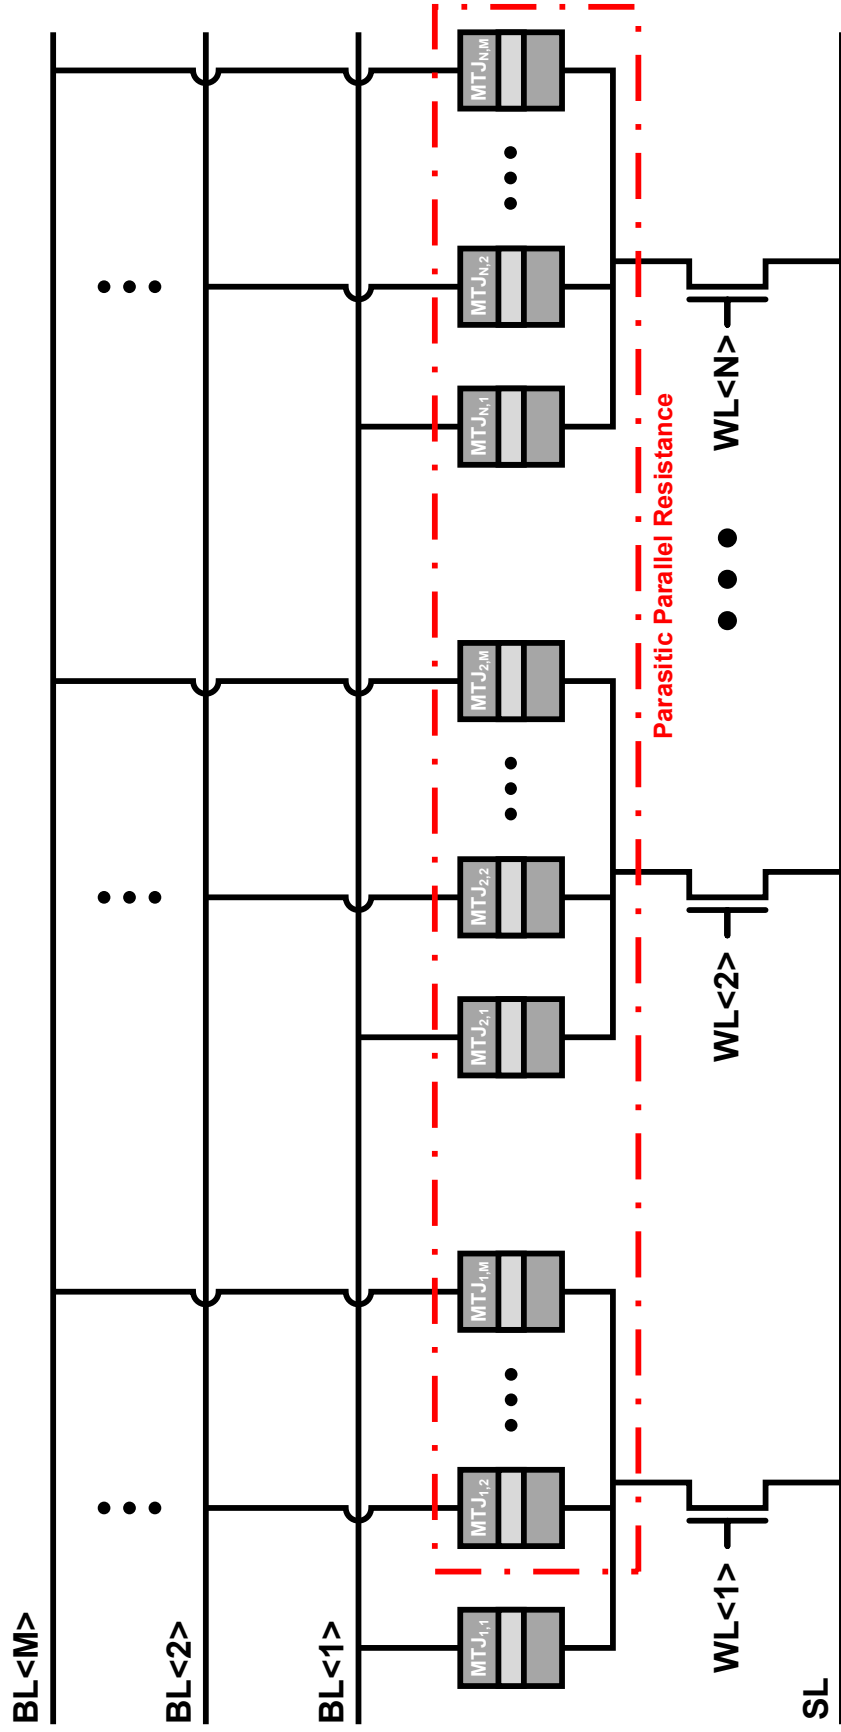 BL<M>
BL<2>
BL<1>
MTJ1,1
MTJ1,2
MTJ1,M
MTJ2,1
MTJ2,2
MTJ2,M
MTJN,1
MTJN,2
MTJN,M
Parasitic Parallel Resistance
WL<1>
WL<2>
WL<N>
SL